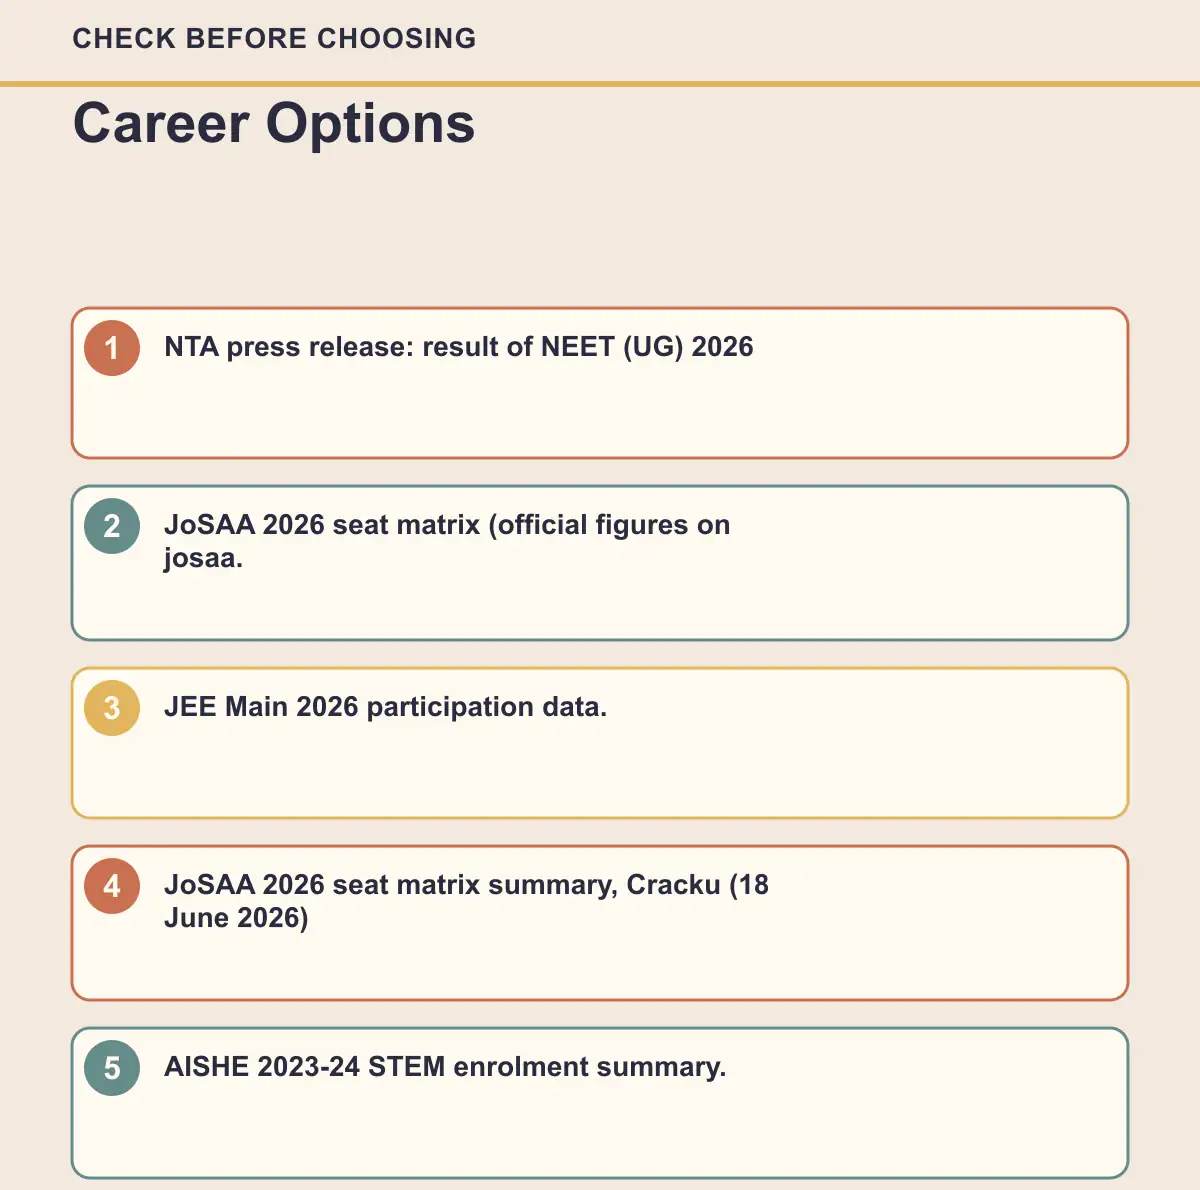 CHECK BEFORE CHOOSING
Career Options
1
NTA press release: result of NEET (UG) 2026
2
JoSAA 2026 seat matrix (official figures on
josaa.
3
JEE Main 2026 participation data.
4
JoSAA 2026 seat matrix summary, Cracku (18
June 2026)
5
AISHE 2023-24 STEM enrolment summary.